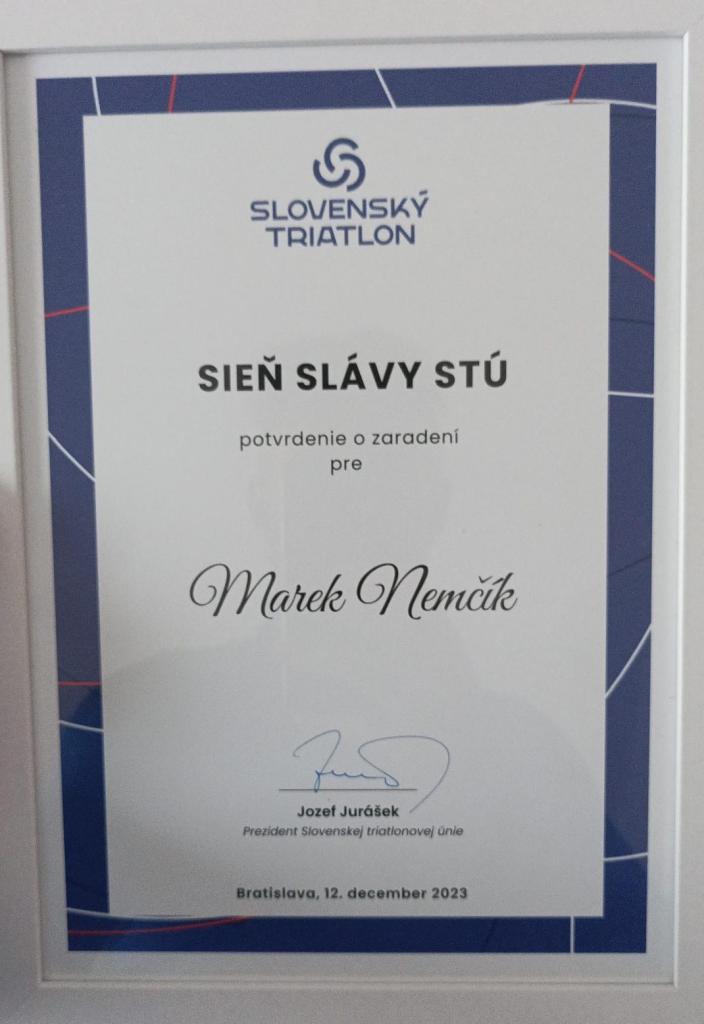 SLOVENSKÝ
TRIATLON
SIEŇ SLÁVY STÚ
potvrdenie o zaradení
pre
Marek Nemčík
Jozef Jurášek
Prezident Slovenskej triatlonovej únie
Bratislava, 12. december 2023